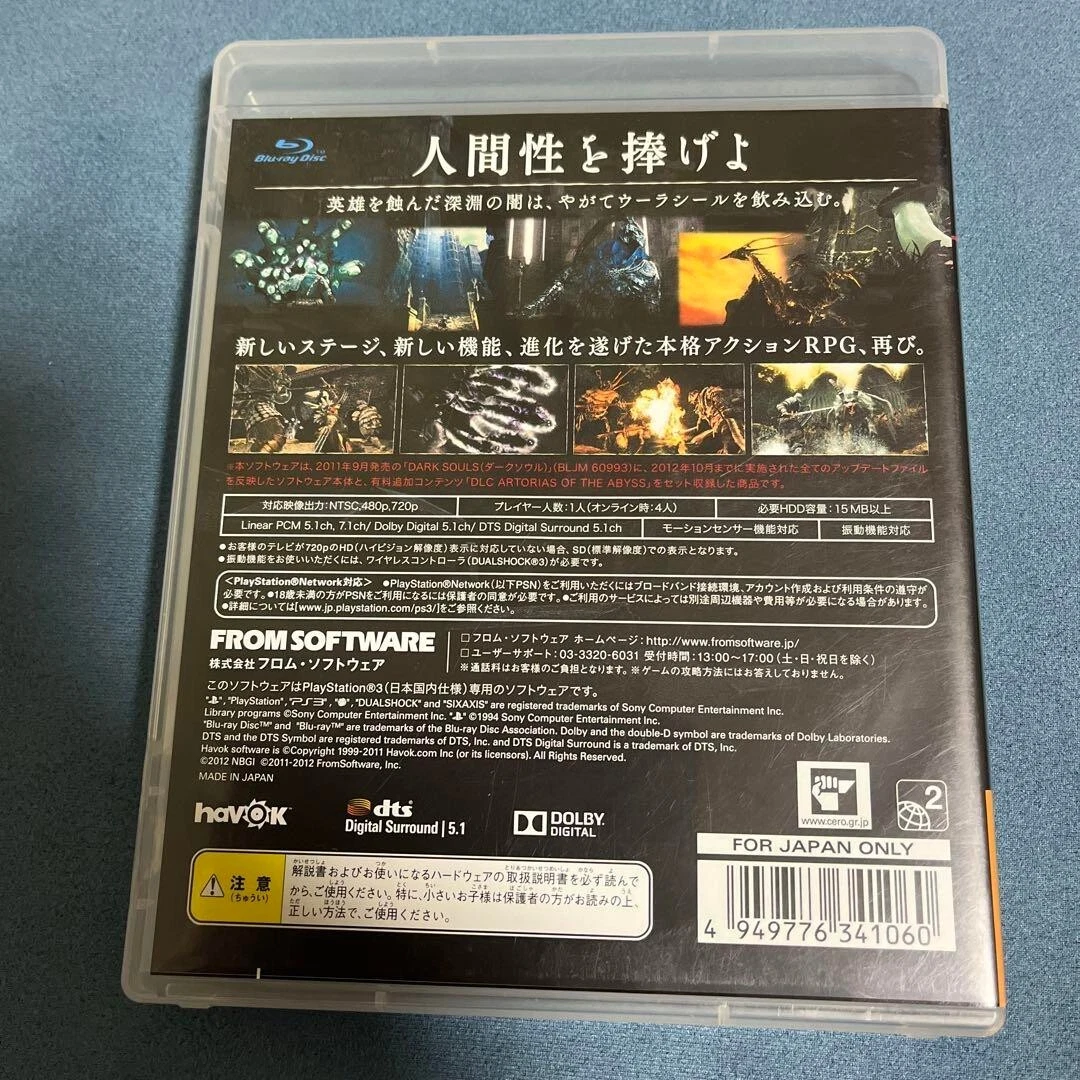 Blu-ray Disc™
人間性を捧げよ
英雄を蝕んだ深淵の闇は、やがてウーラシールを飲み込む。
新しいステージ、新しい機能、進化を遂げた本格アクションRPG、再び。
※本ソフトウェアは、2011年9月発売の「DARK SOULS(ダークソウル)」(BLJM 60993)に、2012年10月までに実施された全てのアップデートファイル
を反映したソフトウェア本体と、有料追加コンテンツ「DLC ARTORIAS OF THE ABYSS」をセット収録した商品です。
対応映像出力:NTSC,480p,720p プレイヤー人数:1人(オンライン時:4人) 必要HDD容量:15MB以上
Linear PCM 5.1ch, 7.1ch/ Dolby Digital 5.1ch/ DTS Digital Surround 5.1ch モーションセンサー機能対応 振動機能対応
●お客様のテレビが720pのHD(ハイビジョン解像度)表示に対応していない場合、SD(標準解像度)での表示となります。
●振動機能をお使いいただくには、ワイヤレスコントローラ(DUALSHOCK®3)が必要です。
<PlayStation®Network対応> ●PlayStation®Network(以下PSN)をご利用いただくにはブロードバンド接続環境、アカウント作成および利用条件の遵守が
必要です。●18歳未満の方がPSNをご利用になるには保護者の同意が必要です。●ご利用のサービスによっては別途周辺機器や費用等が必要になる場合があります。
●詳細については[www.jp.playstation.com/ps3/]をご参照ください。
FROMSOFTWARE
株式会社フロム・ソフトウェア
□フロム・ソフトウェア ホームページ:http://www.fromsoftware.jp/
□ユーザーサポート:03-3320-6031 受付時間:13:00~17:00(土・日・祝日を除く)
※通話料はお客様のご負担となります。※ゲームの攻略方法にはお答えしておりません。
このソフトウェアはPlayStation®3(日本国内仕様)専用のソフトウェアです。
"PlayStation", "PS3", "DUALSHOCK" and "SIXAXIS" are registered trademarks of Sony Computer Entertainment Inc.
Library programs ©Sony Computer Entertainment Inc. ©1994 Sony Computer Entertainment Inc.
"Blu-ray Disc™" and "Blu-ray™" are trademarks of the Blu-ray Disc Association. Dolby and the double-D symbol are trademarks of Dolby Laboratories.
DTS and the DTS Symbol are registered trademarks of DTS, Inc. and DTS Digital Surround is a trademark of DTS, Inc.
Havok software is ©Copyright 1999-2011 Havok.com Inc (or its licensors). All Rights Reserved.
©2012 NBGI ©2011-2012 FromSoftware, Inc.
MADE IN JAPAN
havok™
dts
Digital Surround | 5.1
DOLBY
DIGITAL
www.cero.gr.jp
2
FOR JAPAN ONLY
4 949776 341060
注意
(ちゅうい)
解説書およびお使いになるハードウェアの取扱説明書を必ず読んで
から、ご使用ください。特に、小さいお子様は保護者の方がお読みの上、
正しい方法で、ご使用ください。